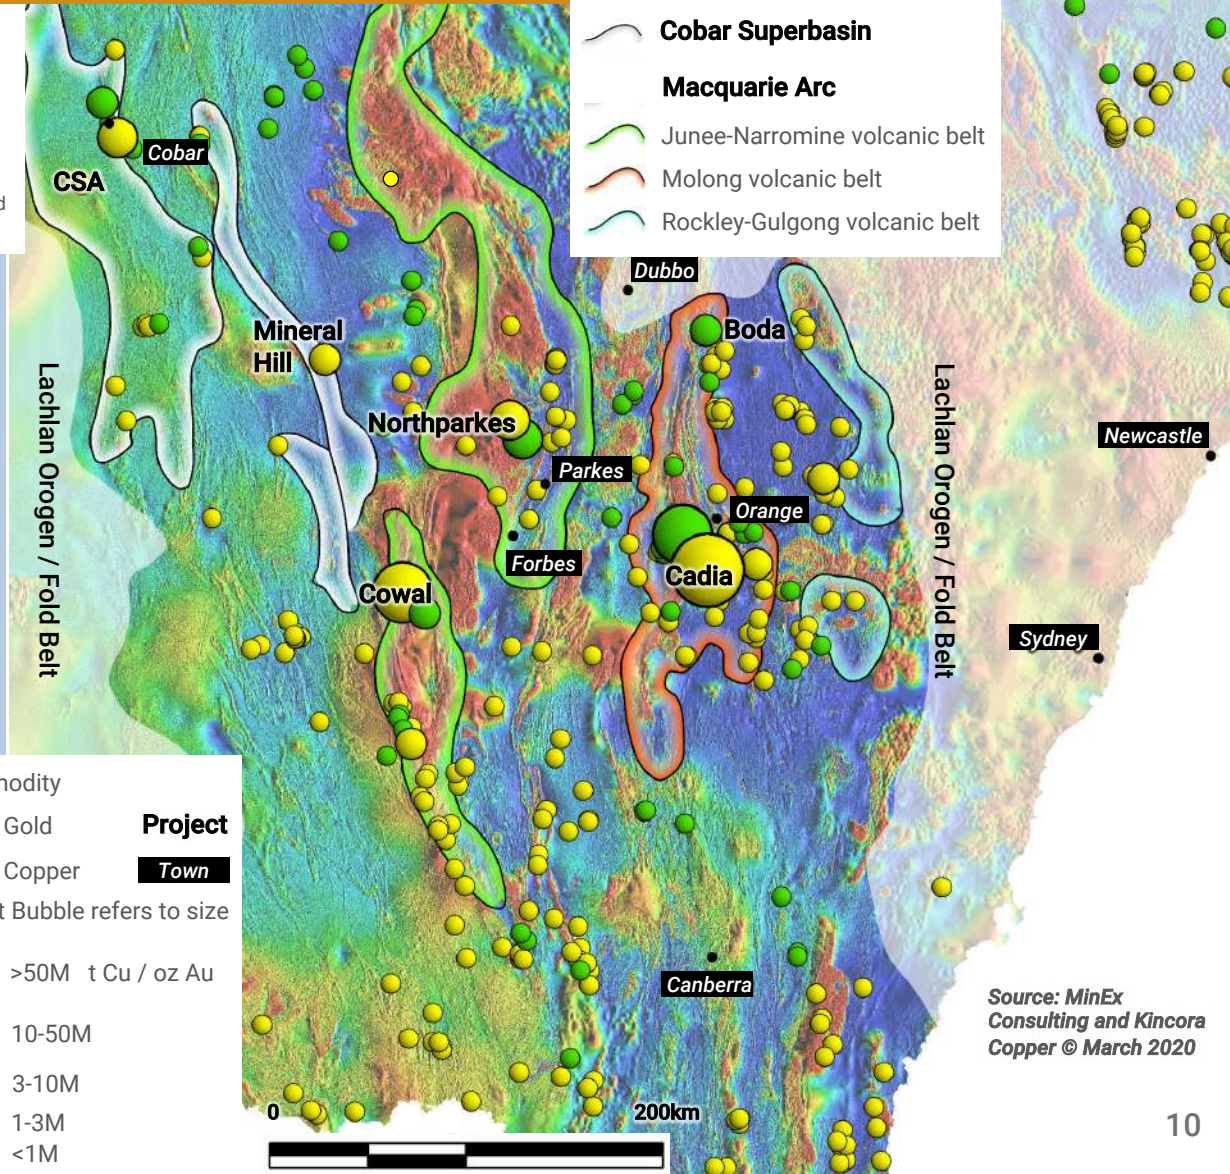 Cobar Superbasin
Macquarie Arc
Junee-Narromine volcanic belt
Molong volcanic belt
Rockley-Gulgong volcanic belt
Cobar
CSA
d
Dubbo
Boda
Mineral
Hill
Northparkes
Parkes
Newcastle
Lachlan Orogen / Fold Belt
Lachlan Orogen / Fold Belt
Orange
Forbes
Cadia
Cowal
Sydney
modity
Gold
Project
Copper
Town
t Bubble refers to size
>50M t Cu / oz Au
10-50M
3-10M
1-3M
<1M
Canberra
Source: MinEx
Consulting and Kincora
Copper © March 2020
0
200km
10